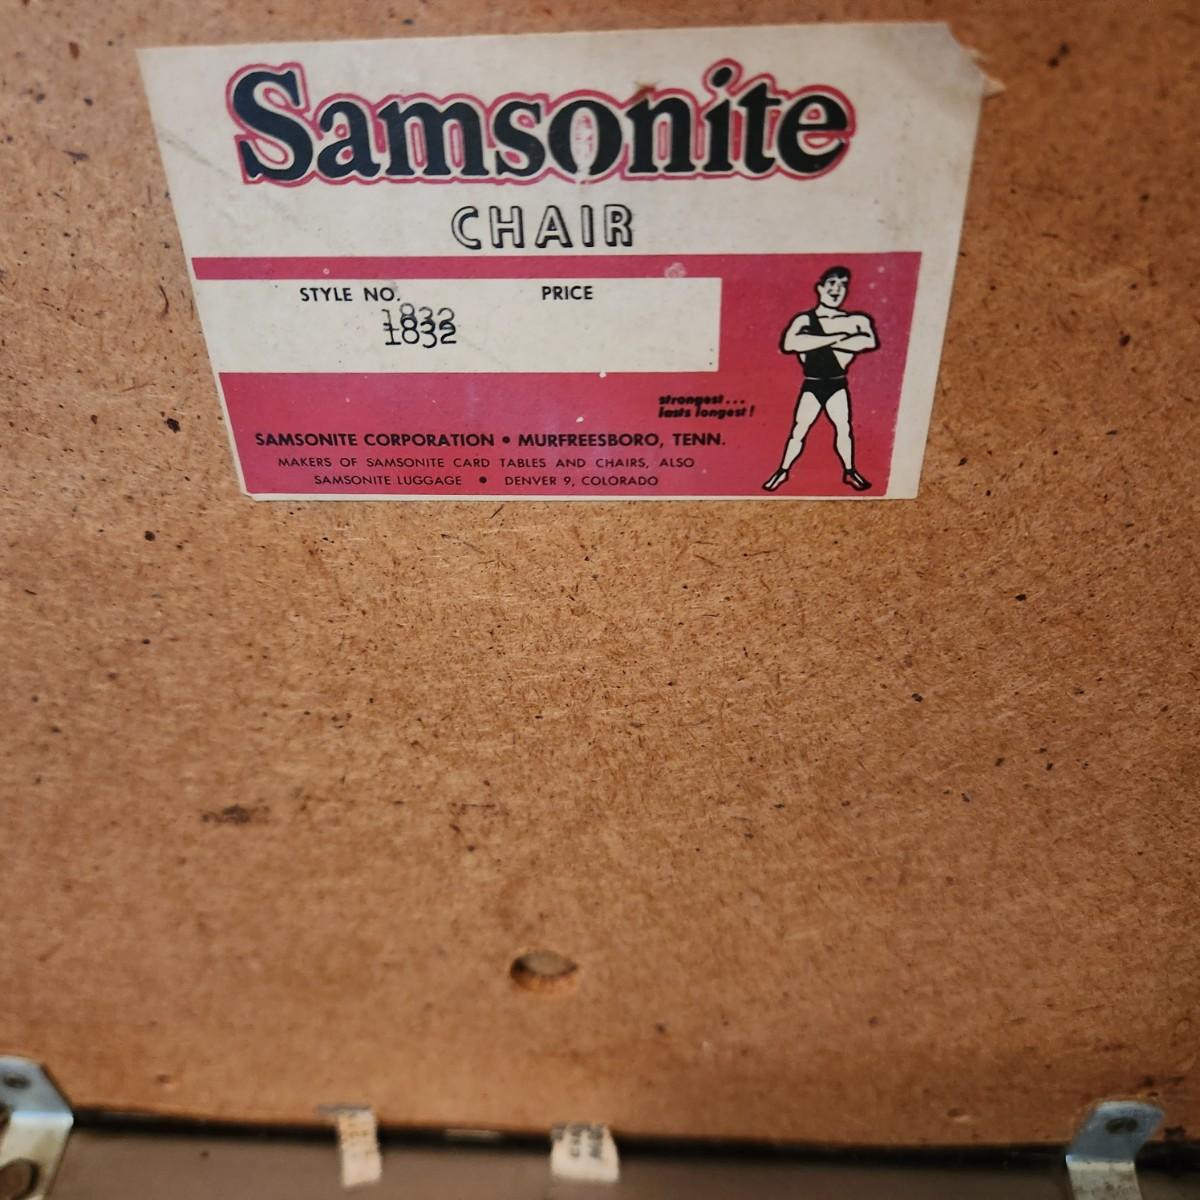 Samsonite
CHAIR
STYLE NO. PRICE
1832
1832
strongest...
lasts longest!
SAMSONITE CORPORATION • MURFREESBORO, TENN.
MAKERS OF SAMSONITE CARD TABLES AND CHAIRS, ALSO
SAMSONITE LUGGAGE • DENVER 9, COLORADO